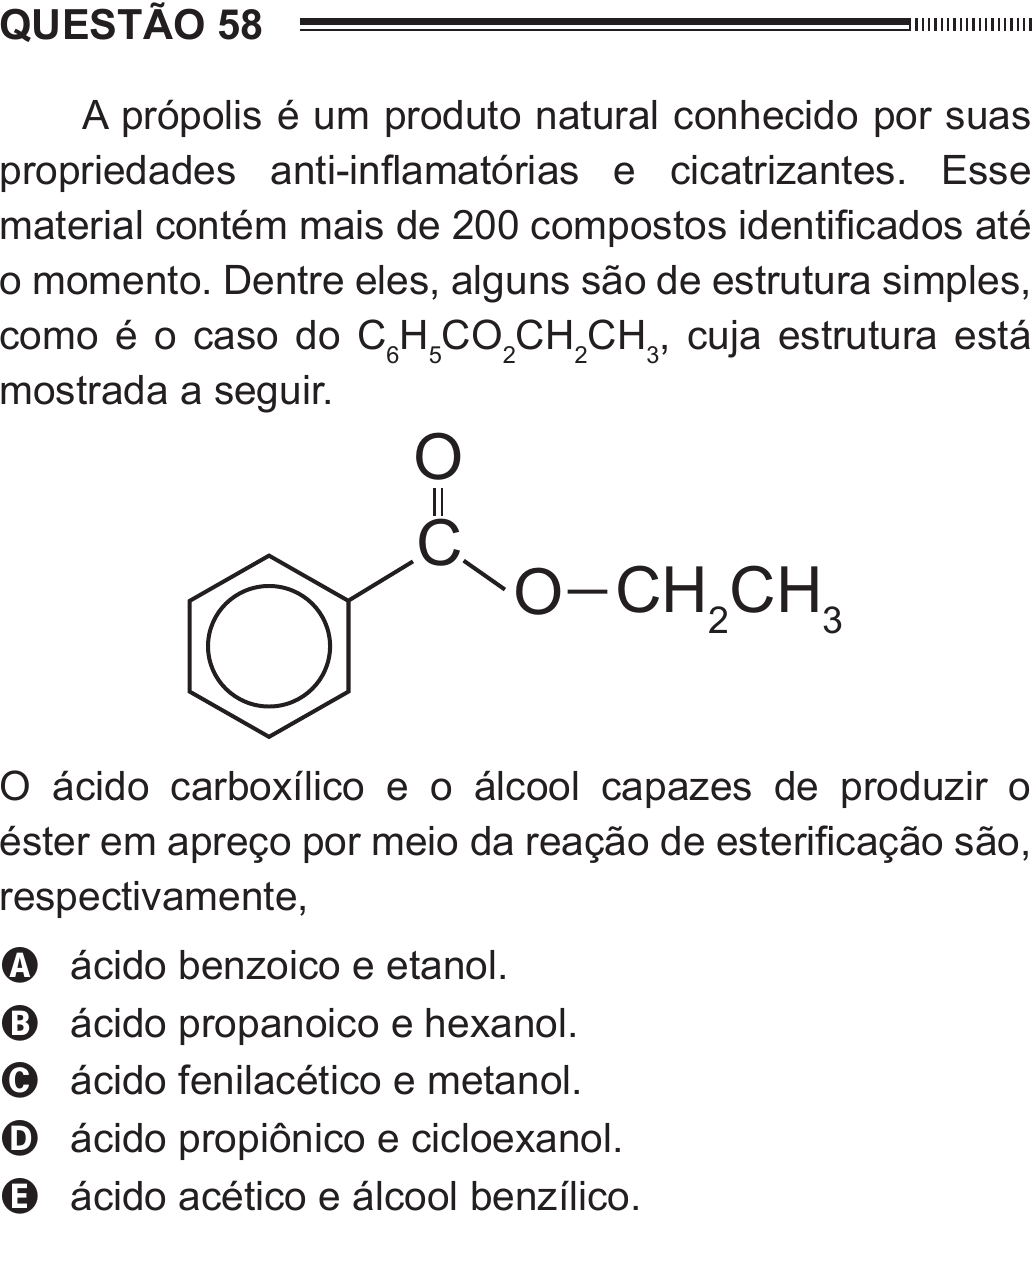 QUESTÃO 58
A própolis é um produto natural conhecido por suas
propriedades anti-inflamatórias e cicatrizantes. Esse
material contém mais de 200 compostos identificados até
o momento. Dentre eles, alguns são de estrutura simples,
como é o caso do C₆H₅CO₂CH₂CH₃, cuja estrutura está
mostrada a seguir.
O
C
O–CH₂CH₃
O ácido carboxílico e o álcool capazes de produzir o
éster em apreço por meio da reação de esterificação são,
respectivamente,
A ácido benzoico e etanol.
B ácido propanoico e hexanol.
C ácido fenilacético e metanol.
D ácido propiônico e cicloexanol.
E ácido acético e álcool benzílico.